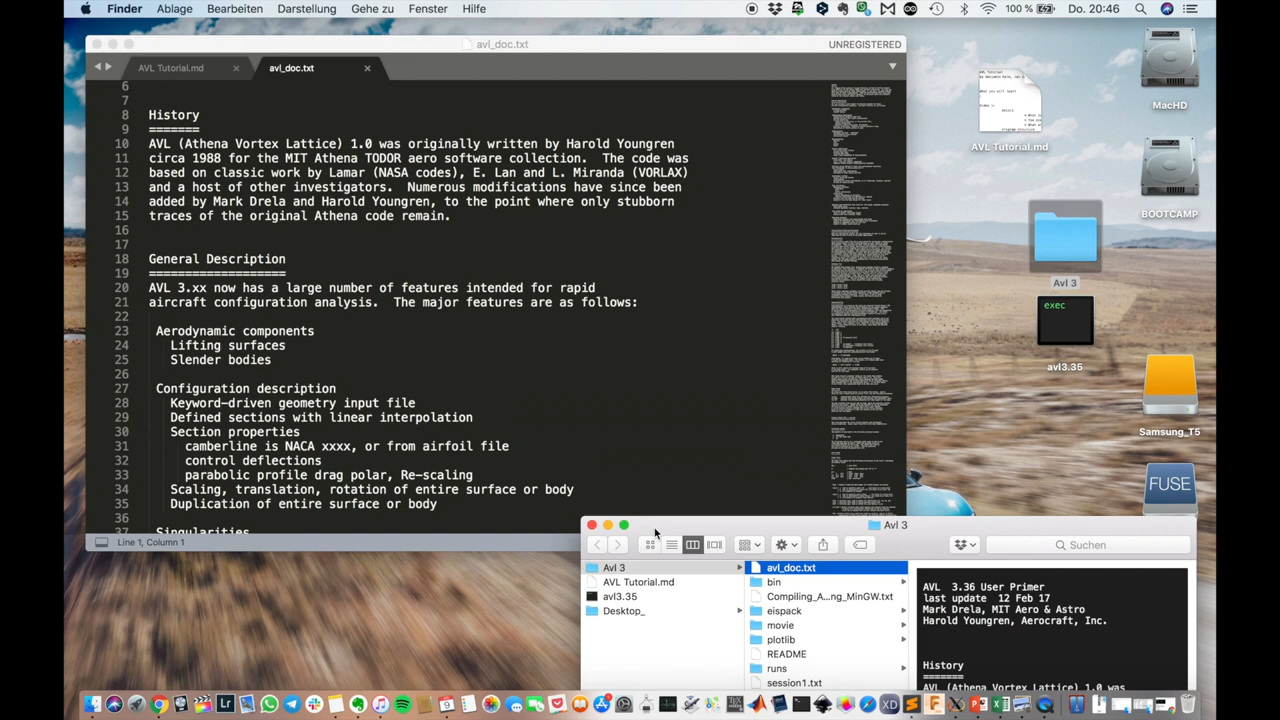 Finder Ablage Bearbeiten Darstellung Gehe zu Fenster Hilfe 100 % Do. 20:46
avl_doc.txt UNREGISTERED
AVL Tutorial.md avl_doc.txt
6
7
8 History
9 =======
10 AVL (Athena Vortex Lattice) 1.0 was originally written by Harold Youngren
11 circa 1988 for the MIT Athena TODOR aero software collection. The code was
12 based on classic work by Lamar (NASA codes), E. Lan and L. Miranda (VORLAX)
13 and a host of other investigators. Numerous modifications have since been
14 added by Mark Drela and Harold Youngren, to the point where only stubborn
15 traces of the original Athena code remain.
16
17
18 General Description
19 ===================
20 AVL 3.xx now has a large number of features intended for rapid
21 aircraft configuration analysis. The major features are as follows:
22
23 Aerodynamic components
24 Lifting surfaces
25 Slender bodies
26
27 Configuration description
28 Keyword-driven geometry input file
29 Defined sections with linear interpolation
30 Section properties
31 camberline is NACA xxxx, or from airfoil file
32 control deflections
33 parabolic profile drag polar, Re-scaling
34 Scaling, translation, rotation of entire surface or body
35 Duplication of entire surface or body
36
37 Singularities
Line 1, Column 1
AVL Tutorial.md
MacHD
BOOTCAMP
Avl 3
exec
avl3.35
Samsung_T5
FUSE
Avl 3
Suchen
Avl 3
AVL Tutorial.md
avl3.35
Desktop_
avl_doc.txt
bin
Compiling_A...ng_MinGW.txt
eispack
movie
plotlib
README
runs
session1.txt
AVL 3.36 User Primer
last update 12 Feb 17
Mark Drela, MIT Aero & Astro
Harold Youngren, Aerocraft, Inc.
History
=======
AVL (Athena Vortex Lattice) 1.0 was